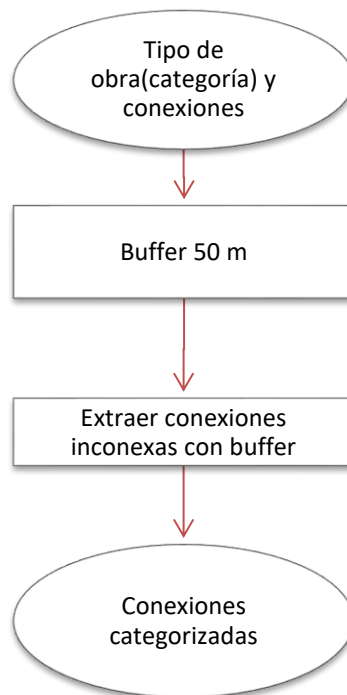 Tipo de
obra(categoría) y
conexiones
Buffer 50 m
Extraer conexiones
inconexas con buffer
Conexiones
categorizadas